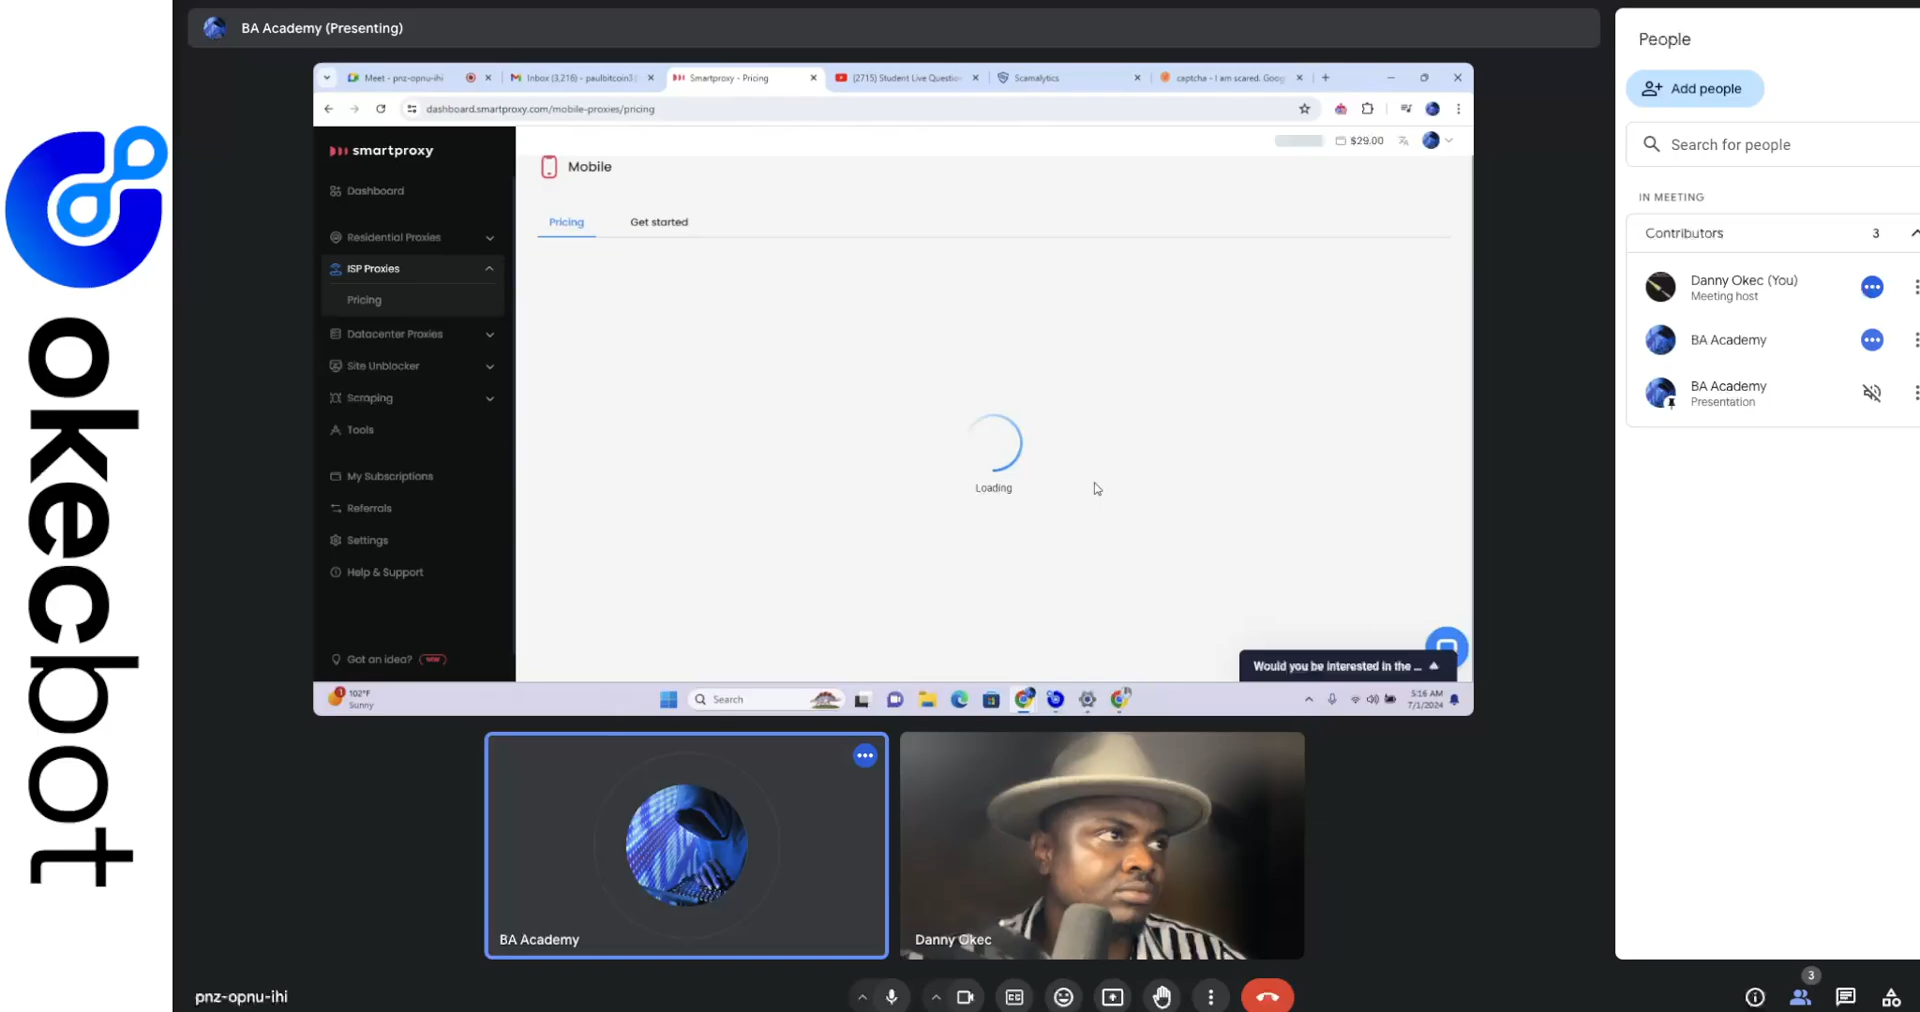 okecbot
BA Academy (Presenting)
Meet - pnz-opnu-ihi
Inbox (3,216) - paulbitcoin3
Smartproxy - Pricing
(2715) Student Live Questio
Scamalytics
captcha - I am scared. Goog
dashboard.smartproxy.com/mobile-proxies/pricing
smartproxy
$29.00
Mobile
Pricing
Get started
Dashboard
Residential Proxies
ISP Proxies
Pricing
Datacenter Proxies
Site Unblocker
Scraping
Tools
My Subscriptions
Referrals
Settings
Help & Support
Got an idea? NEW
Loading
Would you be interested in the ...
1
102°F
Sunny
Search
5:16 AM
7/1/2024
BA Academy
Danny Okec
pnz-opnu-ihi
People
Add people
Search for people
IN MEETING
Contributors
3
Danny Okec (You)
Meeting host
BA Academy
BA Academy
Presentation
3